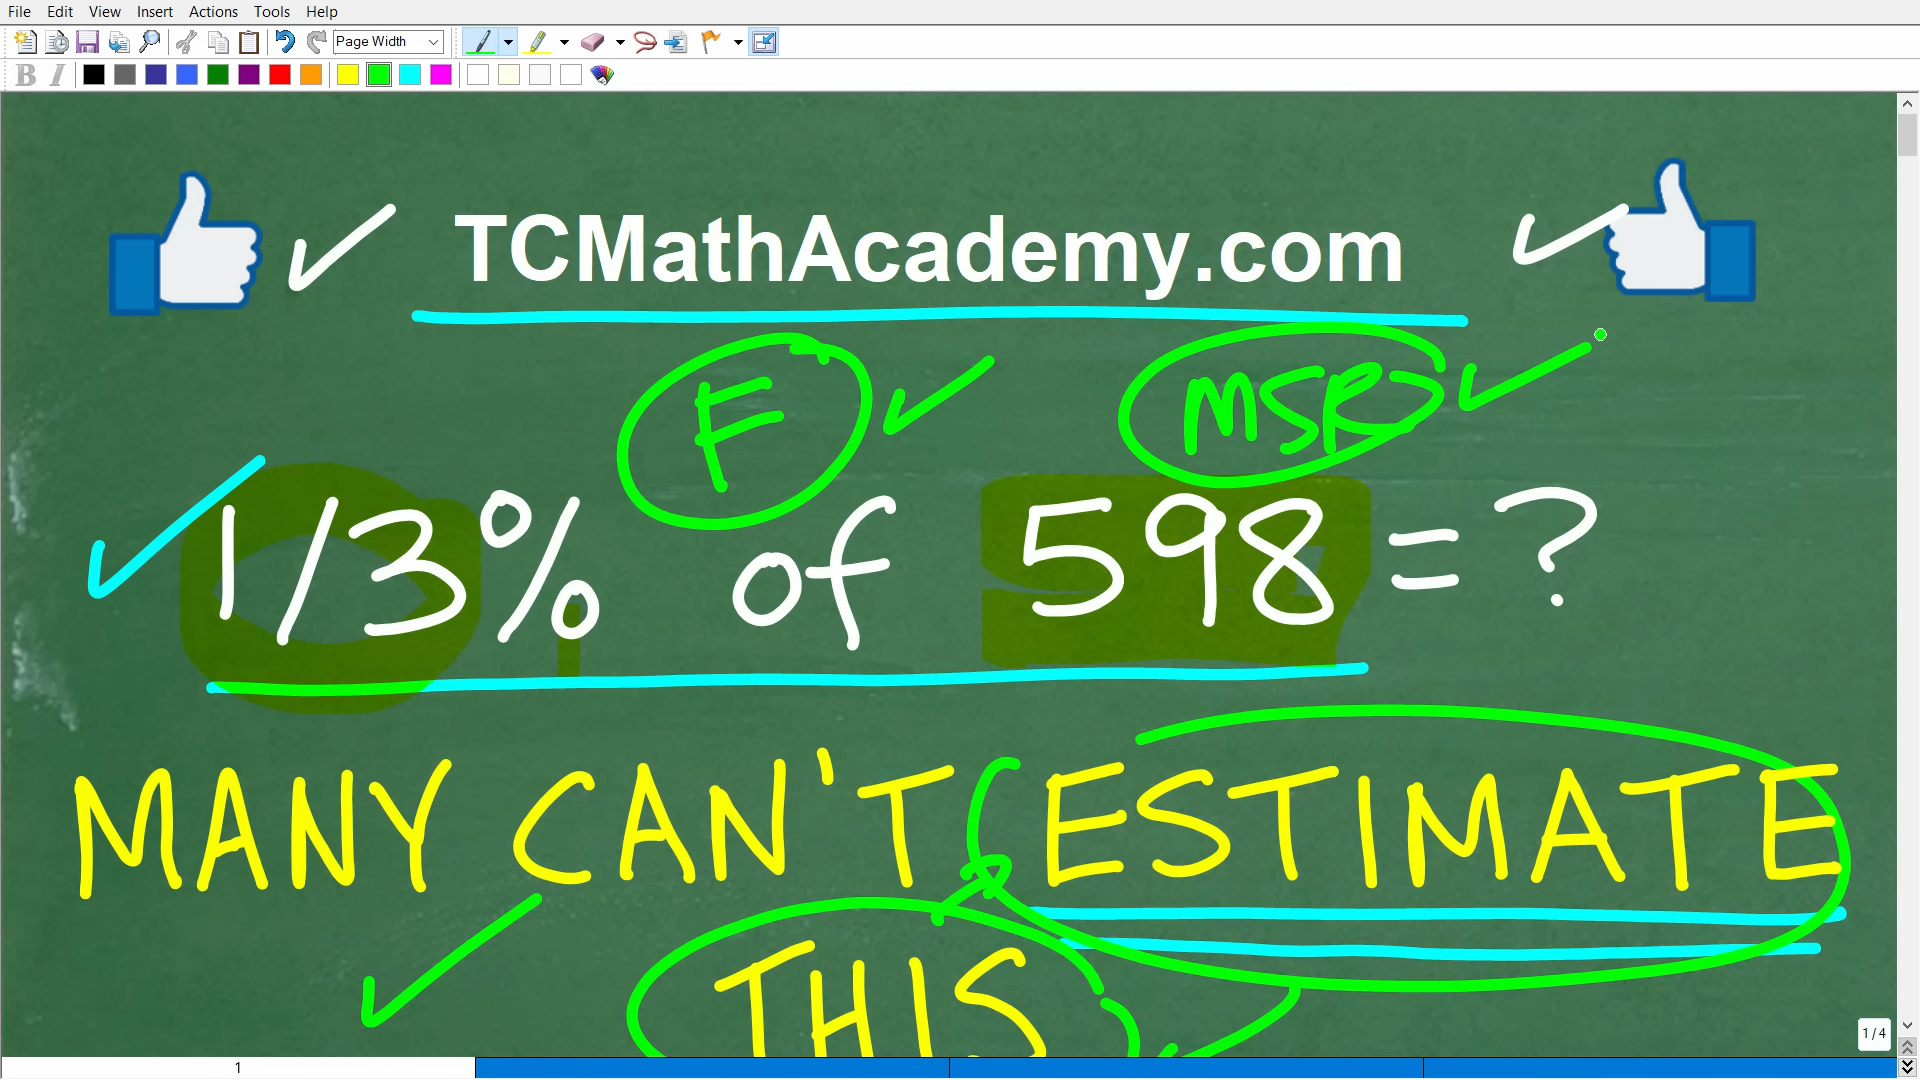 File Edit View Insert Actions Tools Help
Page Width
B I
TCMathAcademy.com
F MSRP
1/3% of 598 = ?
MANY CAN'T ESTIMATE
THIS
1 / 4
1